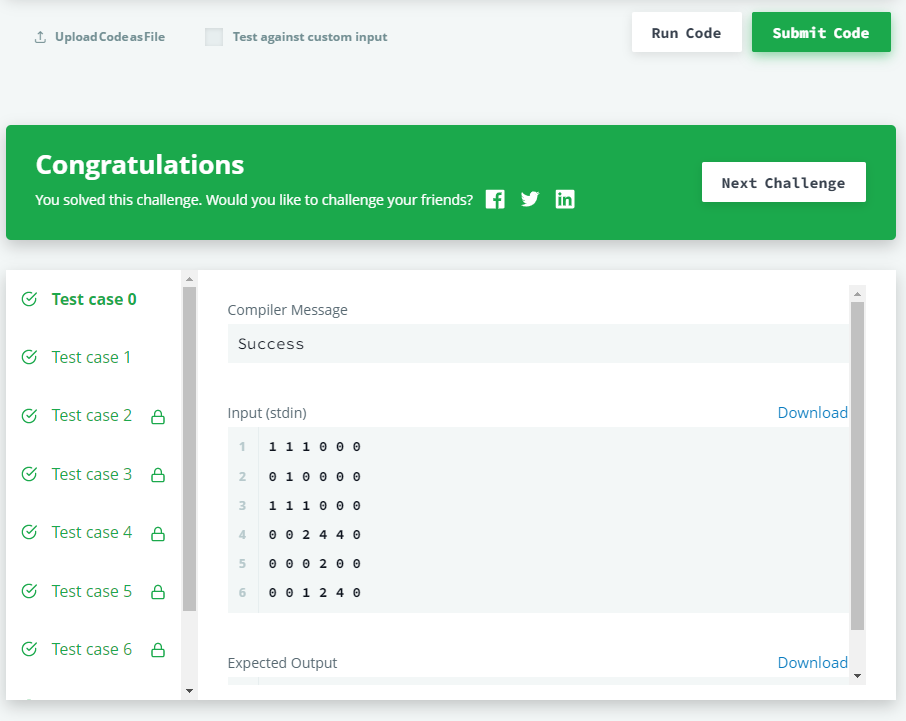 Upload Code as File
Test against custom input
Run Code
Submit Code
Congratulations
You solved this challenge. Would you like to challenge your friends?
Next Challenge
Test case 0
Test case 1
Test case 2
Test case 3
Test case 4
Test case 5
Test case 6
Compiler Message
Success
Input (stdin)
Download
1 1 1 1 0 0 0
2 0 1 0 0 0 0
3 1 1 1 0 0 0
4 0 0 2 4 4 0
5 0 0 0 2 0 0
6 0 0 1 2 4 0
Expected Output
Download